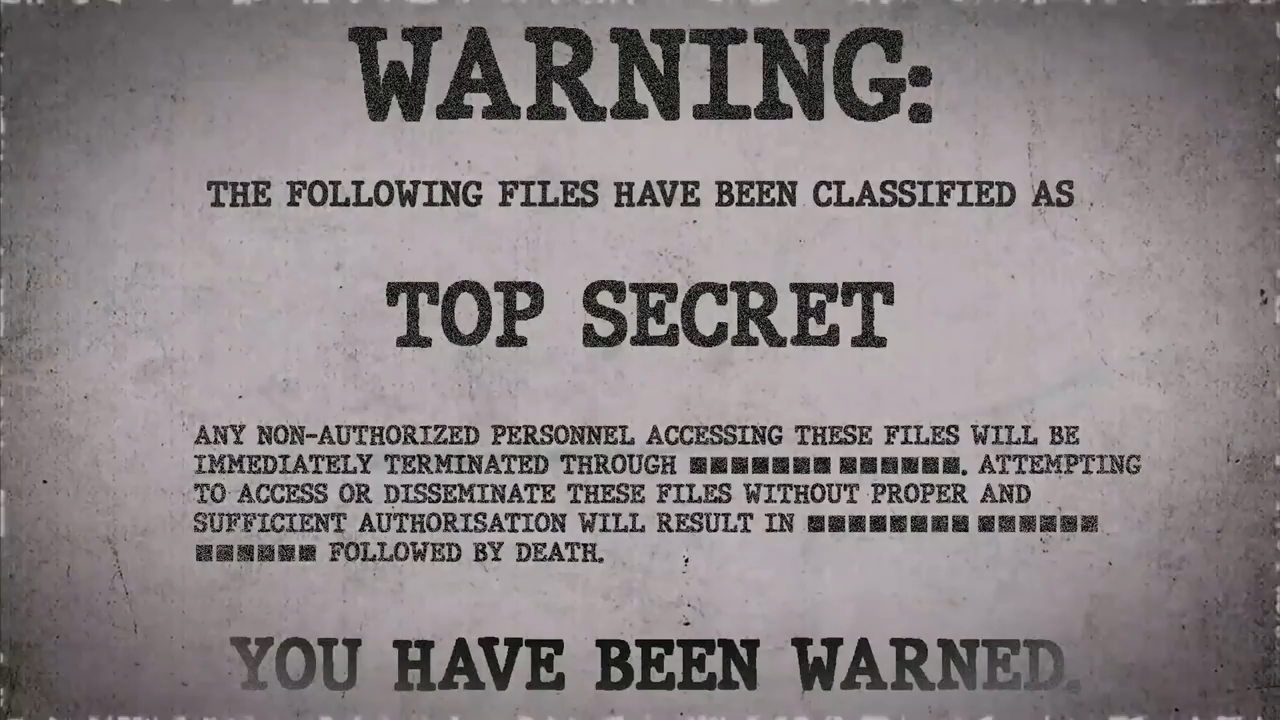 WARNING:
THE FOLLOWING FILES HAVE BEEN CLASSIFIED AS
TOP SECRET
ANY NON-AUTHORIZED PERSONNEL ACCESSING THESE FILES WILL BE
IMMEDIATELY TERMINATED THROUGH ■■■■■■■ ■■■■■■. ATTEMPTING
TO ACCESS OR DISSEMINATE THESE FILES WITHOUT PROPER AND
SUFFICIENT AUTHORISATION WILL RESULT IN ■■■■■■■■ ■■■■■■
■■■■■■ FOLLOWED BY DEATH.
YOU HAVE BEEN WARNED.